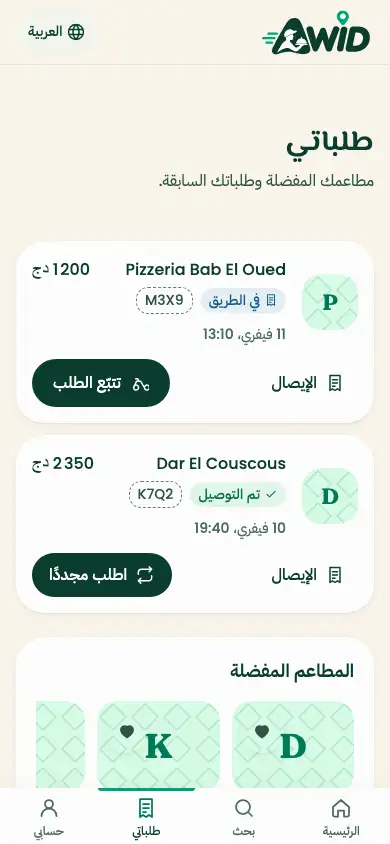 AWID
العربية
طلباتي
مطاعمك المفضلة وطلباتك السابقة.
P
Pizzeria Bab El Oued
1200 دج
في الطريق
M3X9
11 فيفري، 13:10
الإيصال
تتبّع الطلب
D
Dar El Couscous
2350 دج
تم التوصيل
K7Q2
10 فيفري، 19:40
الإيصال
اطلب مجددًا
المطاعم المفضلة
D
K
الرئيسية
بحث
طلباتي
حسابي